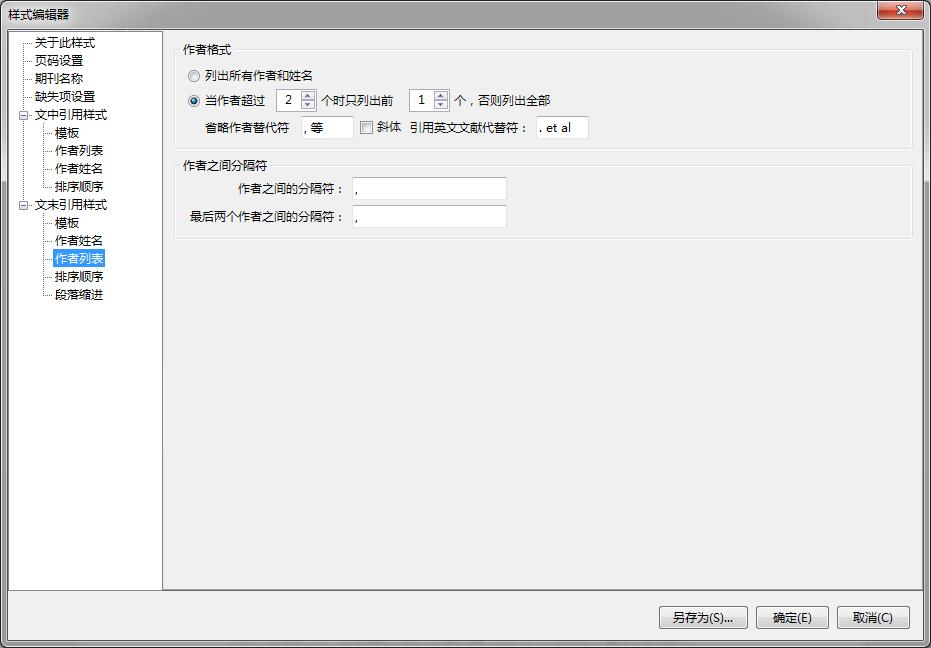 样式编辑器
关于此样式
页码设置
期刊名称
缺失项设置
文中引用样式
模板
作者列表
作者姓名
排序顺序
文末引用样式
模板
作者姓名
作者列表
排序顺序
段落缩进
作者格式
列出所有作者和姓名
当作者超过 2 个时只列出前 1 个，否则列出全部
省略作者替代符 , 等 斜体 引用英文文献代替符： . et al
作者之间分隔符
作者之间的分隔符： ,
最后两个作者之间的分隔符： ,
另存为(S)... 确定(E) 取消(C)